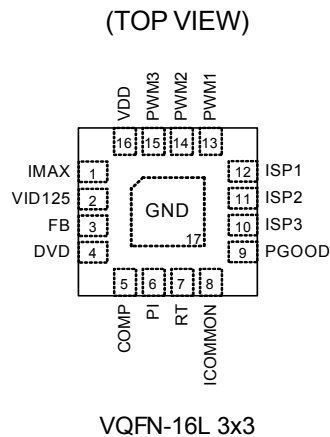 (TOP VIEW)
VDD
PWM3
PWM2
PWM1
16
15
14
13
IMAX
1
12
ISP1
VID125
2
11
ISP2
FB
3
10
ISP3
DVD
4
9
PGOOD
GND
17
5
6
7
8
COMP
PI
RT
ICOMMON
VQFN-16L 3x3